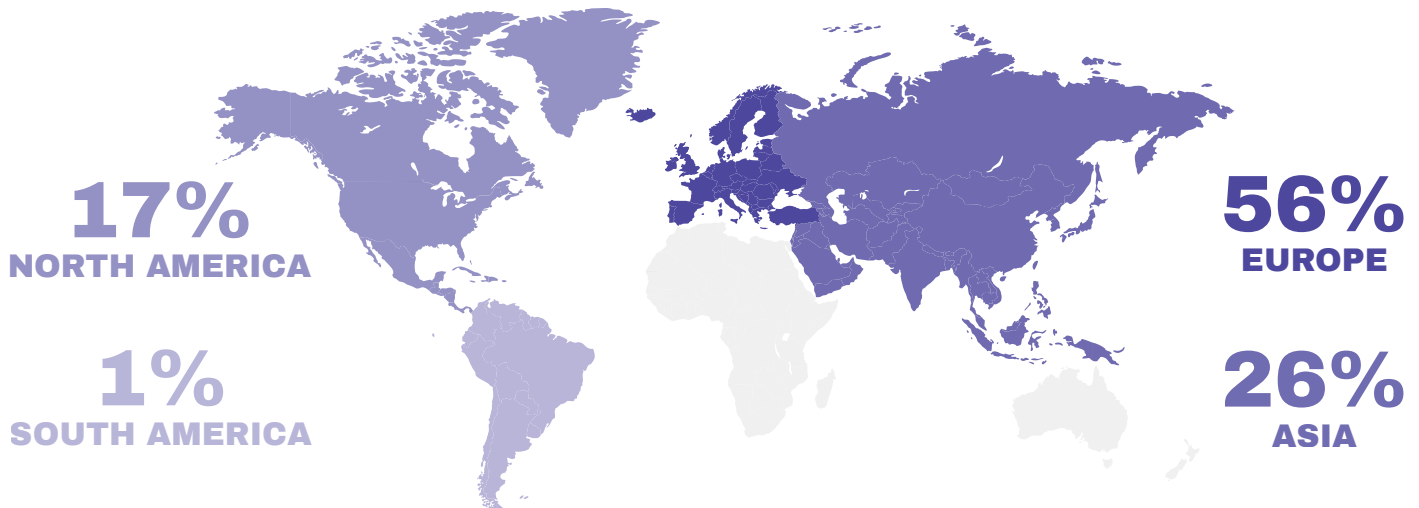 17%
NORTH AMERICA
1%
SOUTH AMERICA
56%
EUROPE
26%
ASIA